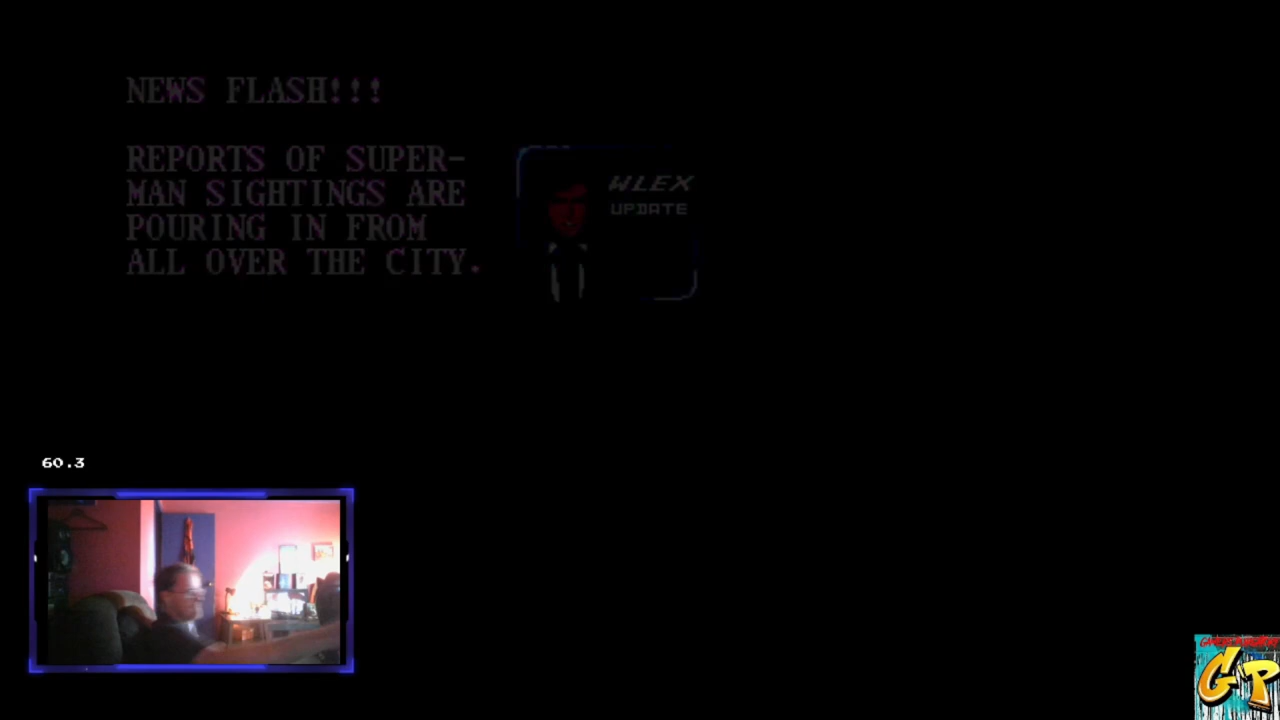 NEWS FLASH!!!
REPORTS OF SUPER-
MAN SIGHTINGS ARE
POURING IN FROM
ALL OVER THE CITY.
WLEX
UPDATE
60.3
GP